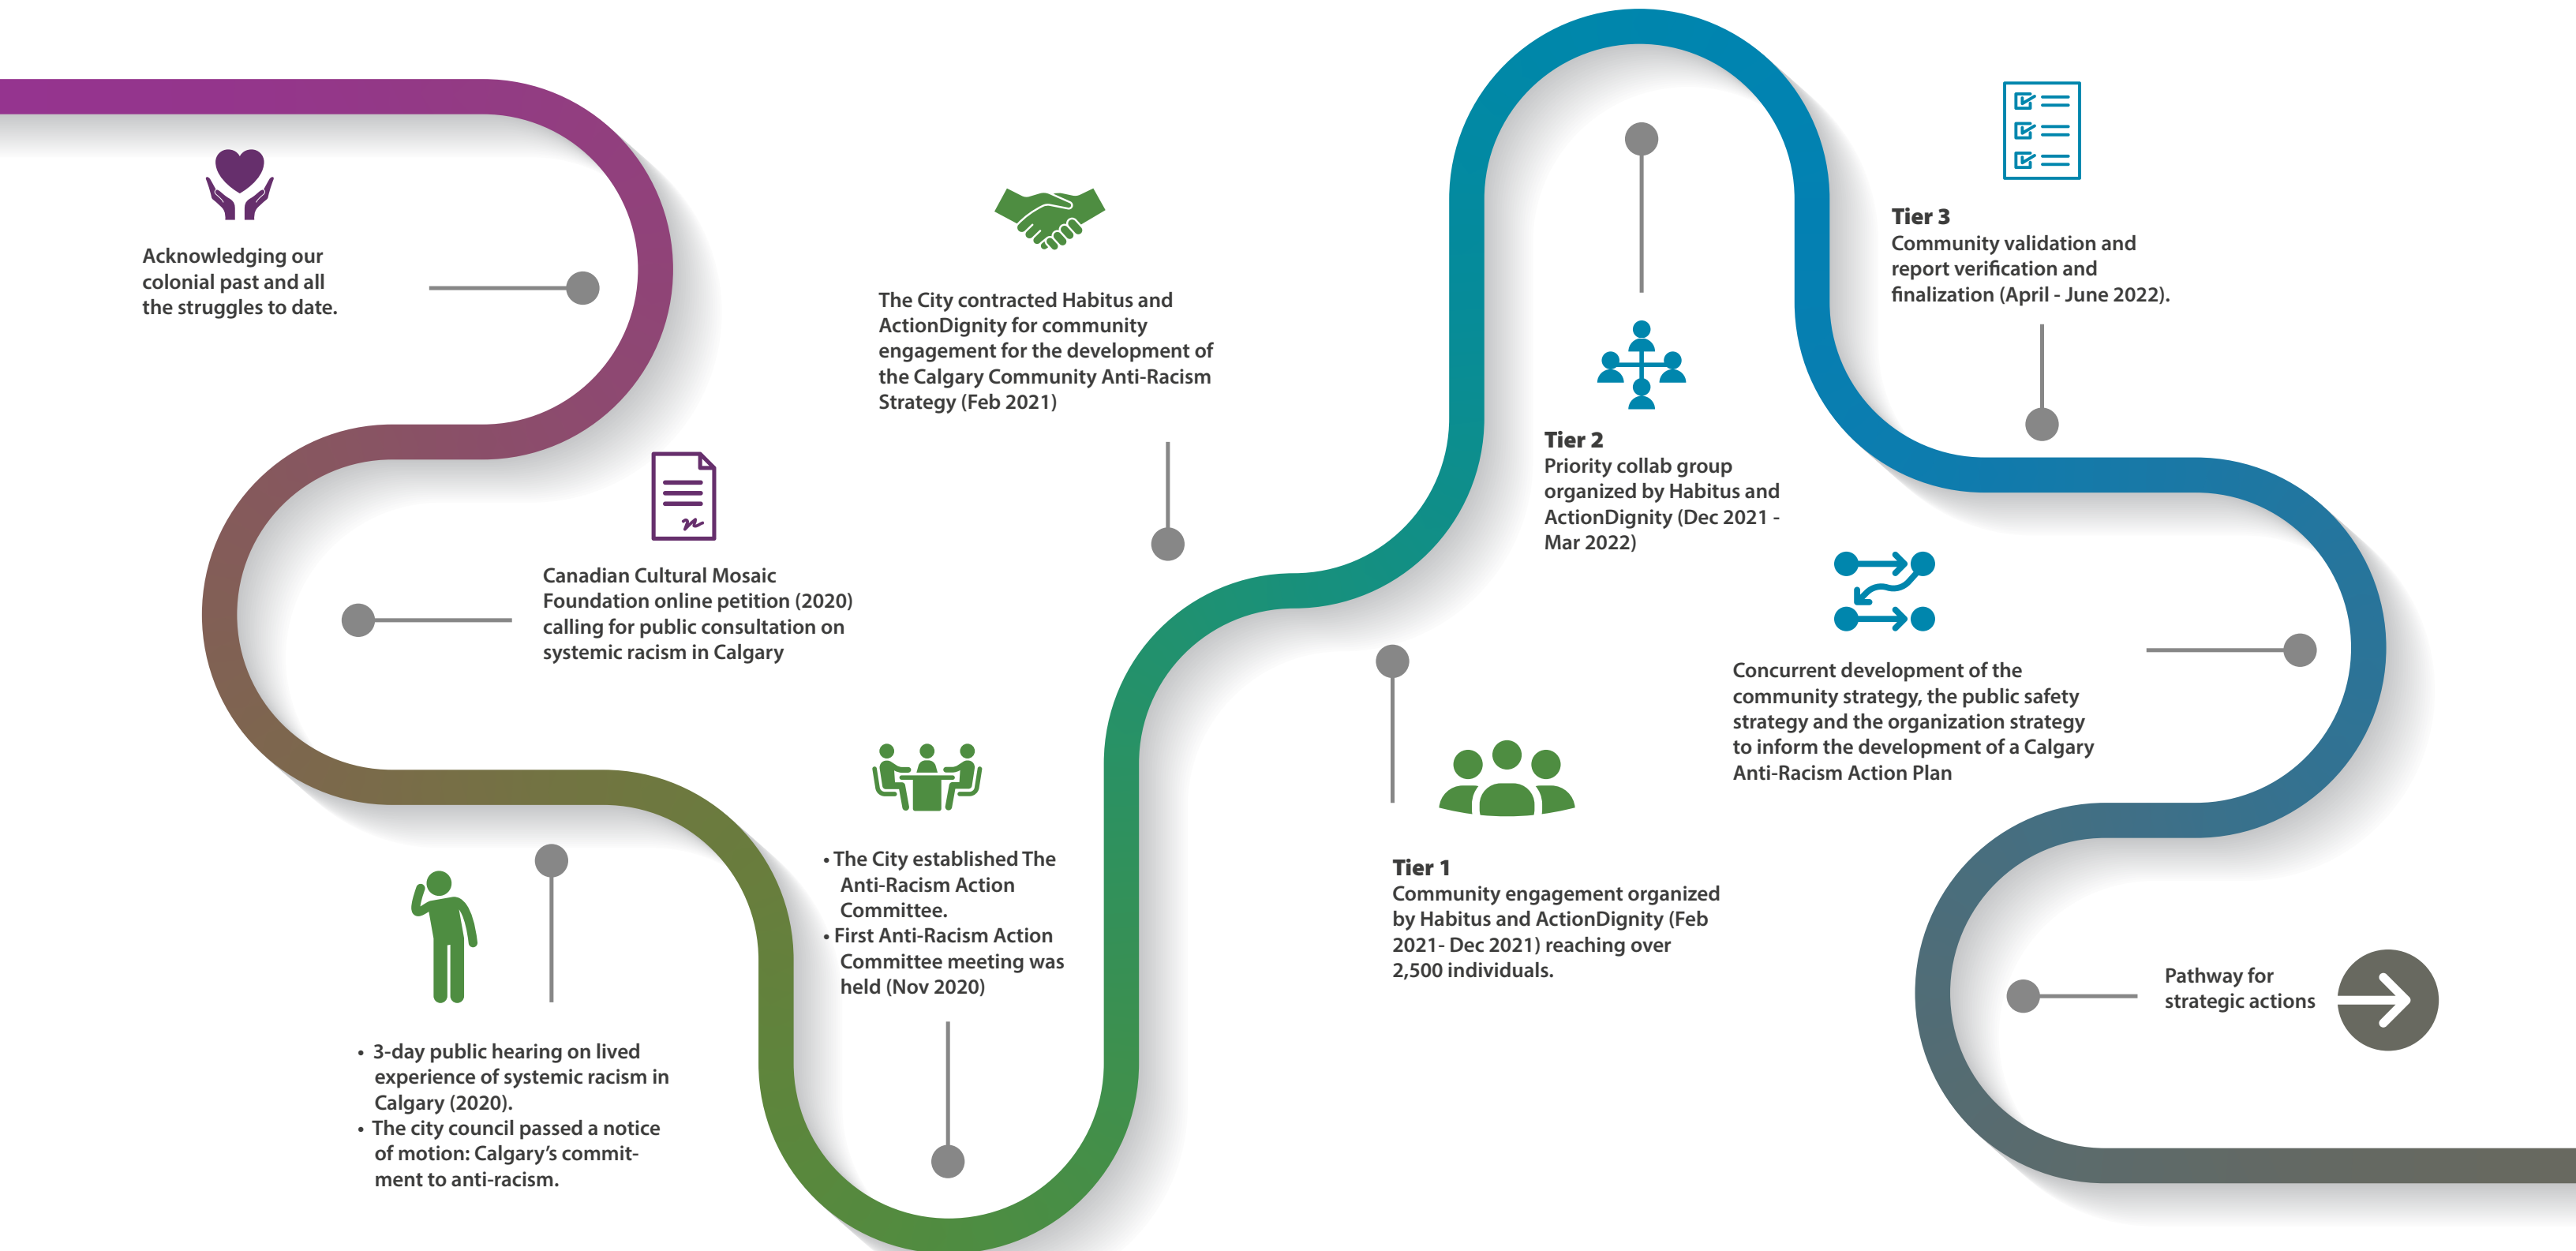 Acknowledging our
colonial past and all
the struggles to date.
Canadian Cultural Mosaic
Foundation online petition (2020)
calling for public consultation on
systemic racism in Calgary
• 3-day public hearing on lived
experience of systemic racism in
Calgary (2020).
• The city council passed a notice
of motion: Calgary’s commit-
ment to anti-racism.
• The City established The
Anti-Racism Action
Committee.
• First Anti-Racism Action
Committee meeting was
held (Nov 2020)
The City contracted Habitus and
ActionDignity for community
engagement for the development of
the Calgary Community Anti-Racism
Strategy (Feb 2021)
Tier 1
Community engagement organized
by Habitus and ActionDignity (Feb
2021- Dec 2021) reaching over
2,500 individuals.
Tier 2
Priority collab group
organized by Habitus and
ActionDignity (Dec 2021 -
Mar 2022)
Tier 3
Community validation and
report verification and
finalization (April - June 2022).
Concurrent development of the
community strategy, the public safety
strategy and the organization strategy
to inform the development of a Calgary
Anti-Racism Action Plan
Pathway for
strategic actions